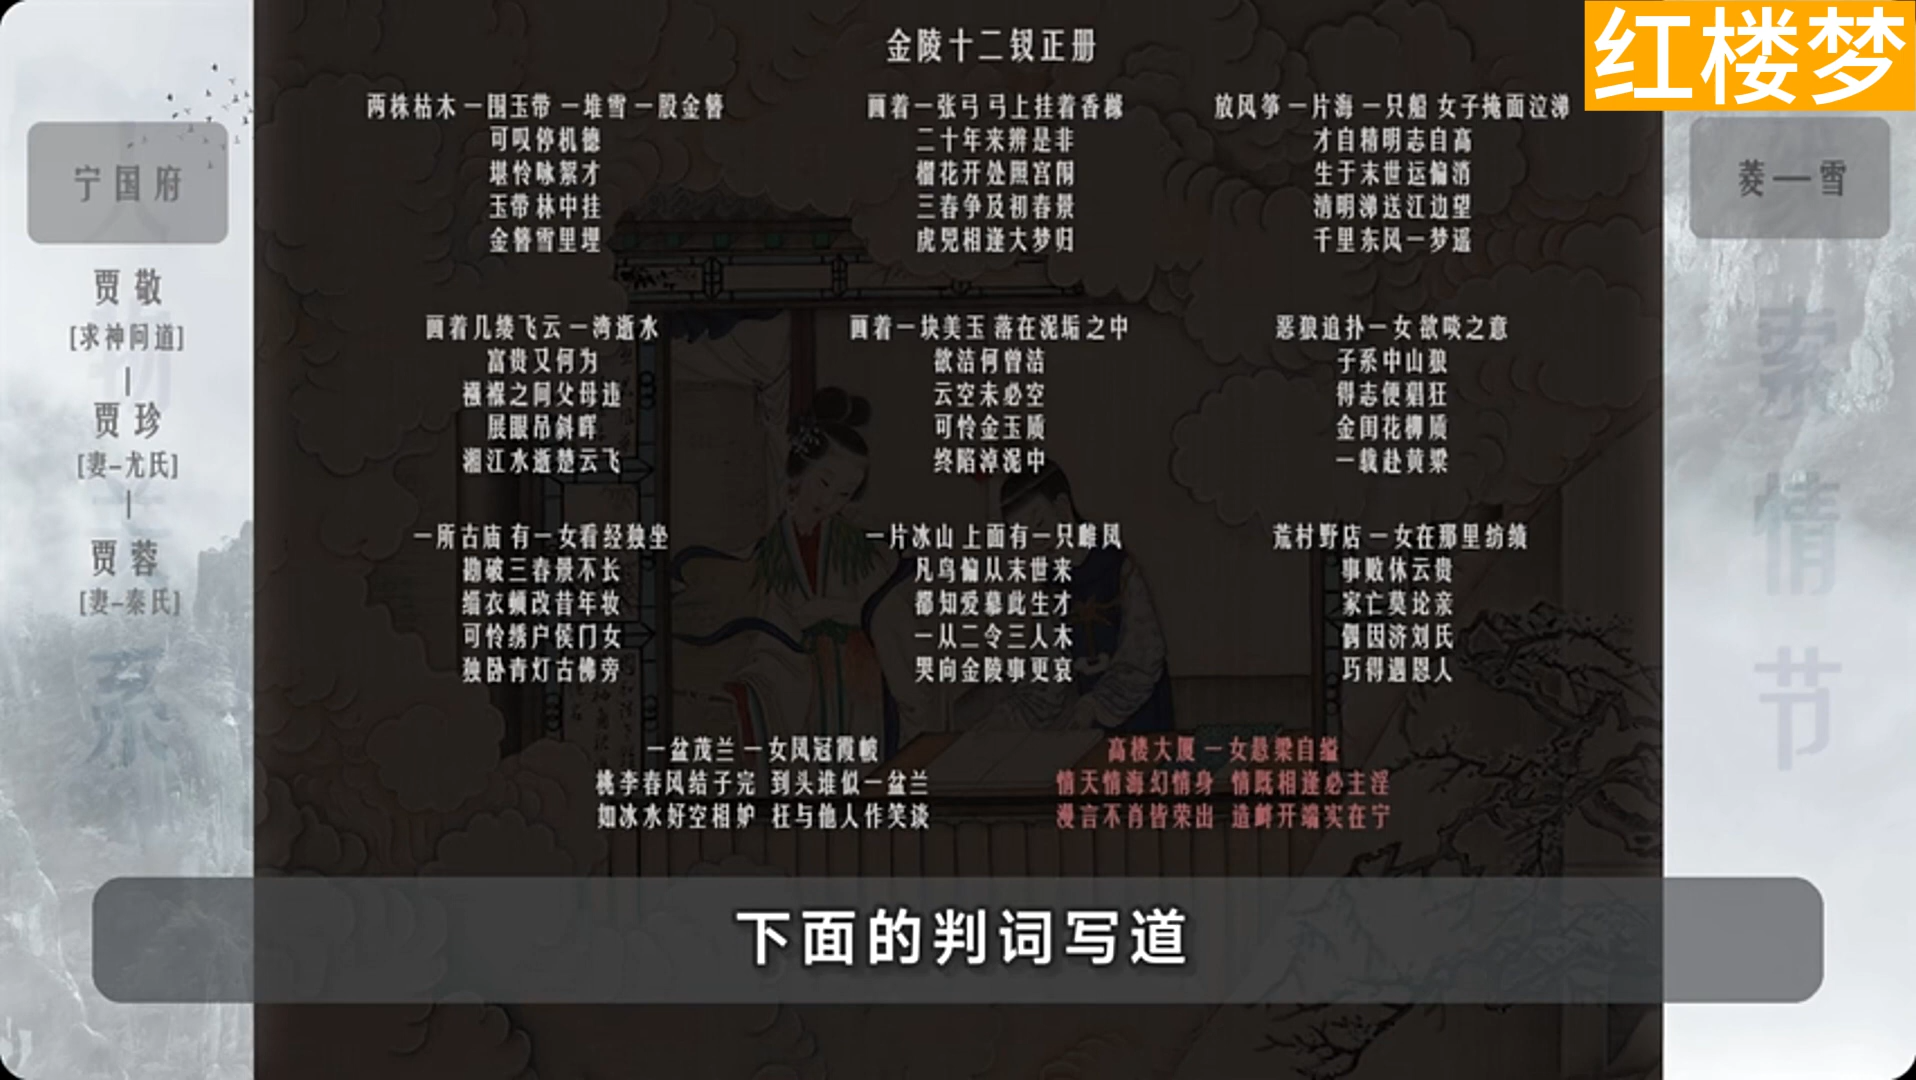 红楼梦
金陵十二钗正册
两株枯木 一围玉带 一堆雪 一股金簪
可叹停机德
堪怜咏絮才
玉带林中挂
金簪雪里埋
画着一张弓 弓上挂着香橼
二十年来辨是非
榴花开处照宫闱
三春争及初春景
虎兕相逢大梦归
放风筝 一片海 一只船 女子掩面泣涕
才自精明志自高
生于末世运偏消
清明涕送江边望
千里东风一梦遥
画着几缕飞云 一湾逝水
富贵又何为
襁褓之间父母违
展眼吊斜晖
湘江水逝楚云飞
画着一块美玉 落在泥垢之中
欲洁何曾洁
云空未必空
可怜金玉质
终陷淖泥中
恶狼追扑一女 欲啖之意
子系中山狼
得志便猖狂
金闺花柳质
一载赴黄粱
一所古庙 有一女看经独坐
勘破三春景不长
缁衣顿改昔年妆
可怜绣户侯门女
独卧青灯古佛旁
一片冰山 上面有一只雌凤
凡鸟偏从末世来
都知爱慕此生才
一从二令三人木
哭向金陵事更哀
荒村野店 一女在那里纺绩
事败休云贵
家亡莫论亲
偶因济刘氏
巧得遇恩人
一盆茂兰 一女凤冠霞帔
桃李春风结子完 到头谁似一盆兰
如冰水好空相妒 枉与他人作笑谈
高楼大厦 一女悬梁自缢
情天情海幻情身 情既相逢必主淫
漫言不肖皆荣出 造衅开端实在宁
宁国府
贾敬
[求神问道]
贾珍
[妻-尤氏]
贾蓉
[妻-秦氏]
菱一雪
索
情
节
下面的判词写道